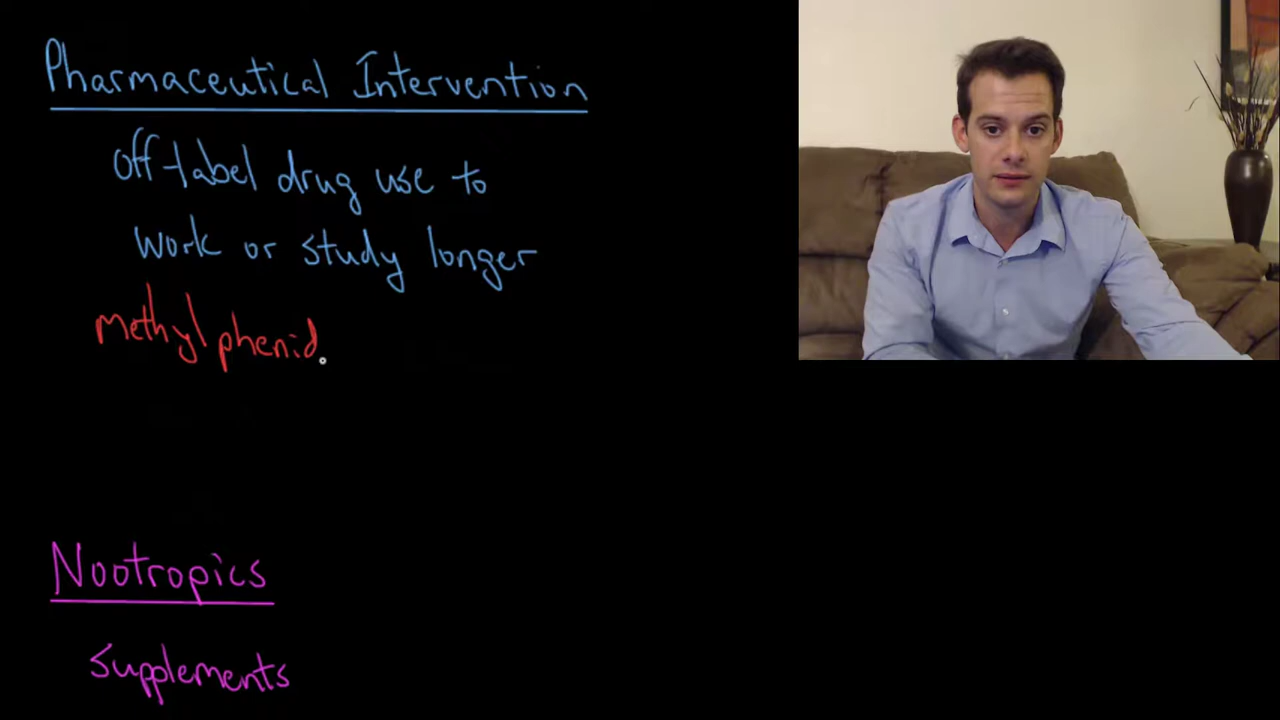 Pharmaceutical Intervention
off-label drug use to
work or study longer
Methylphenid
Nootropics
supplements